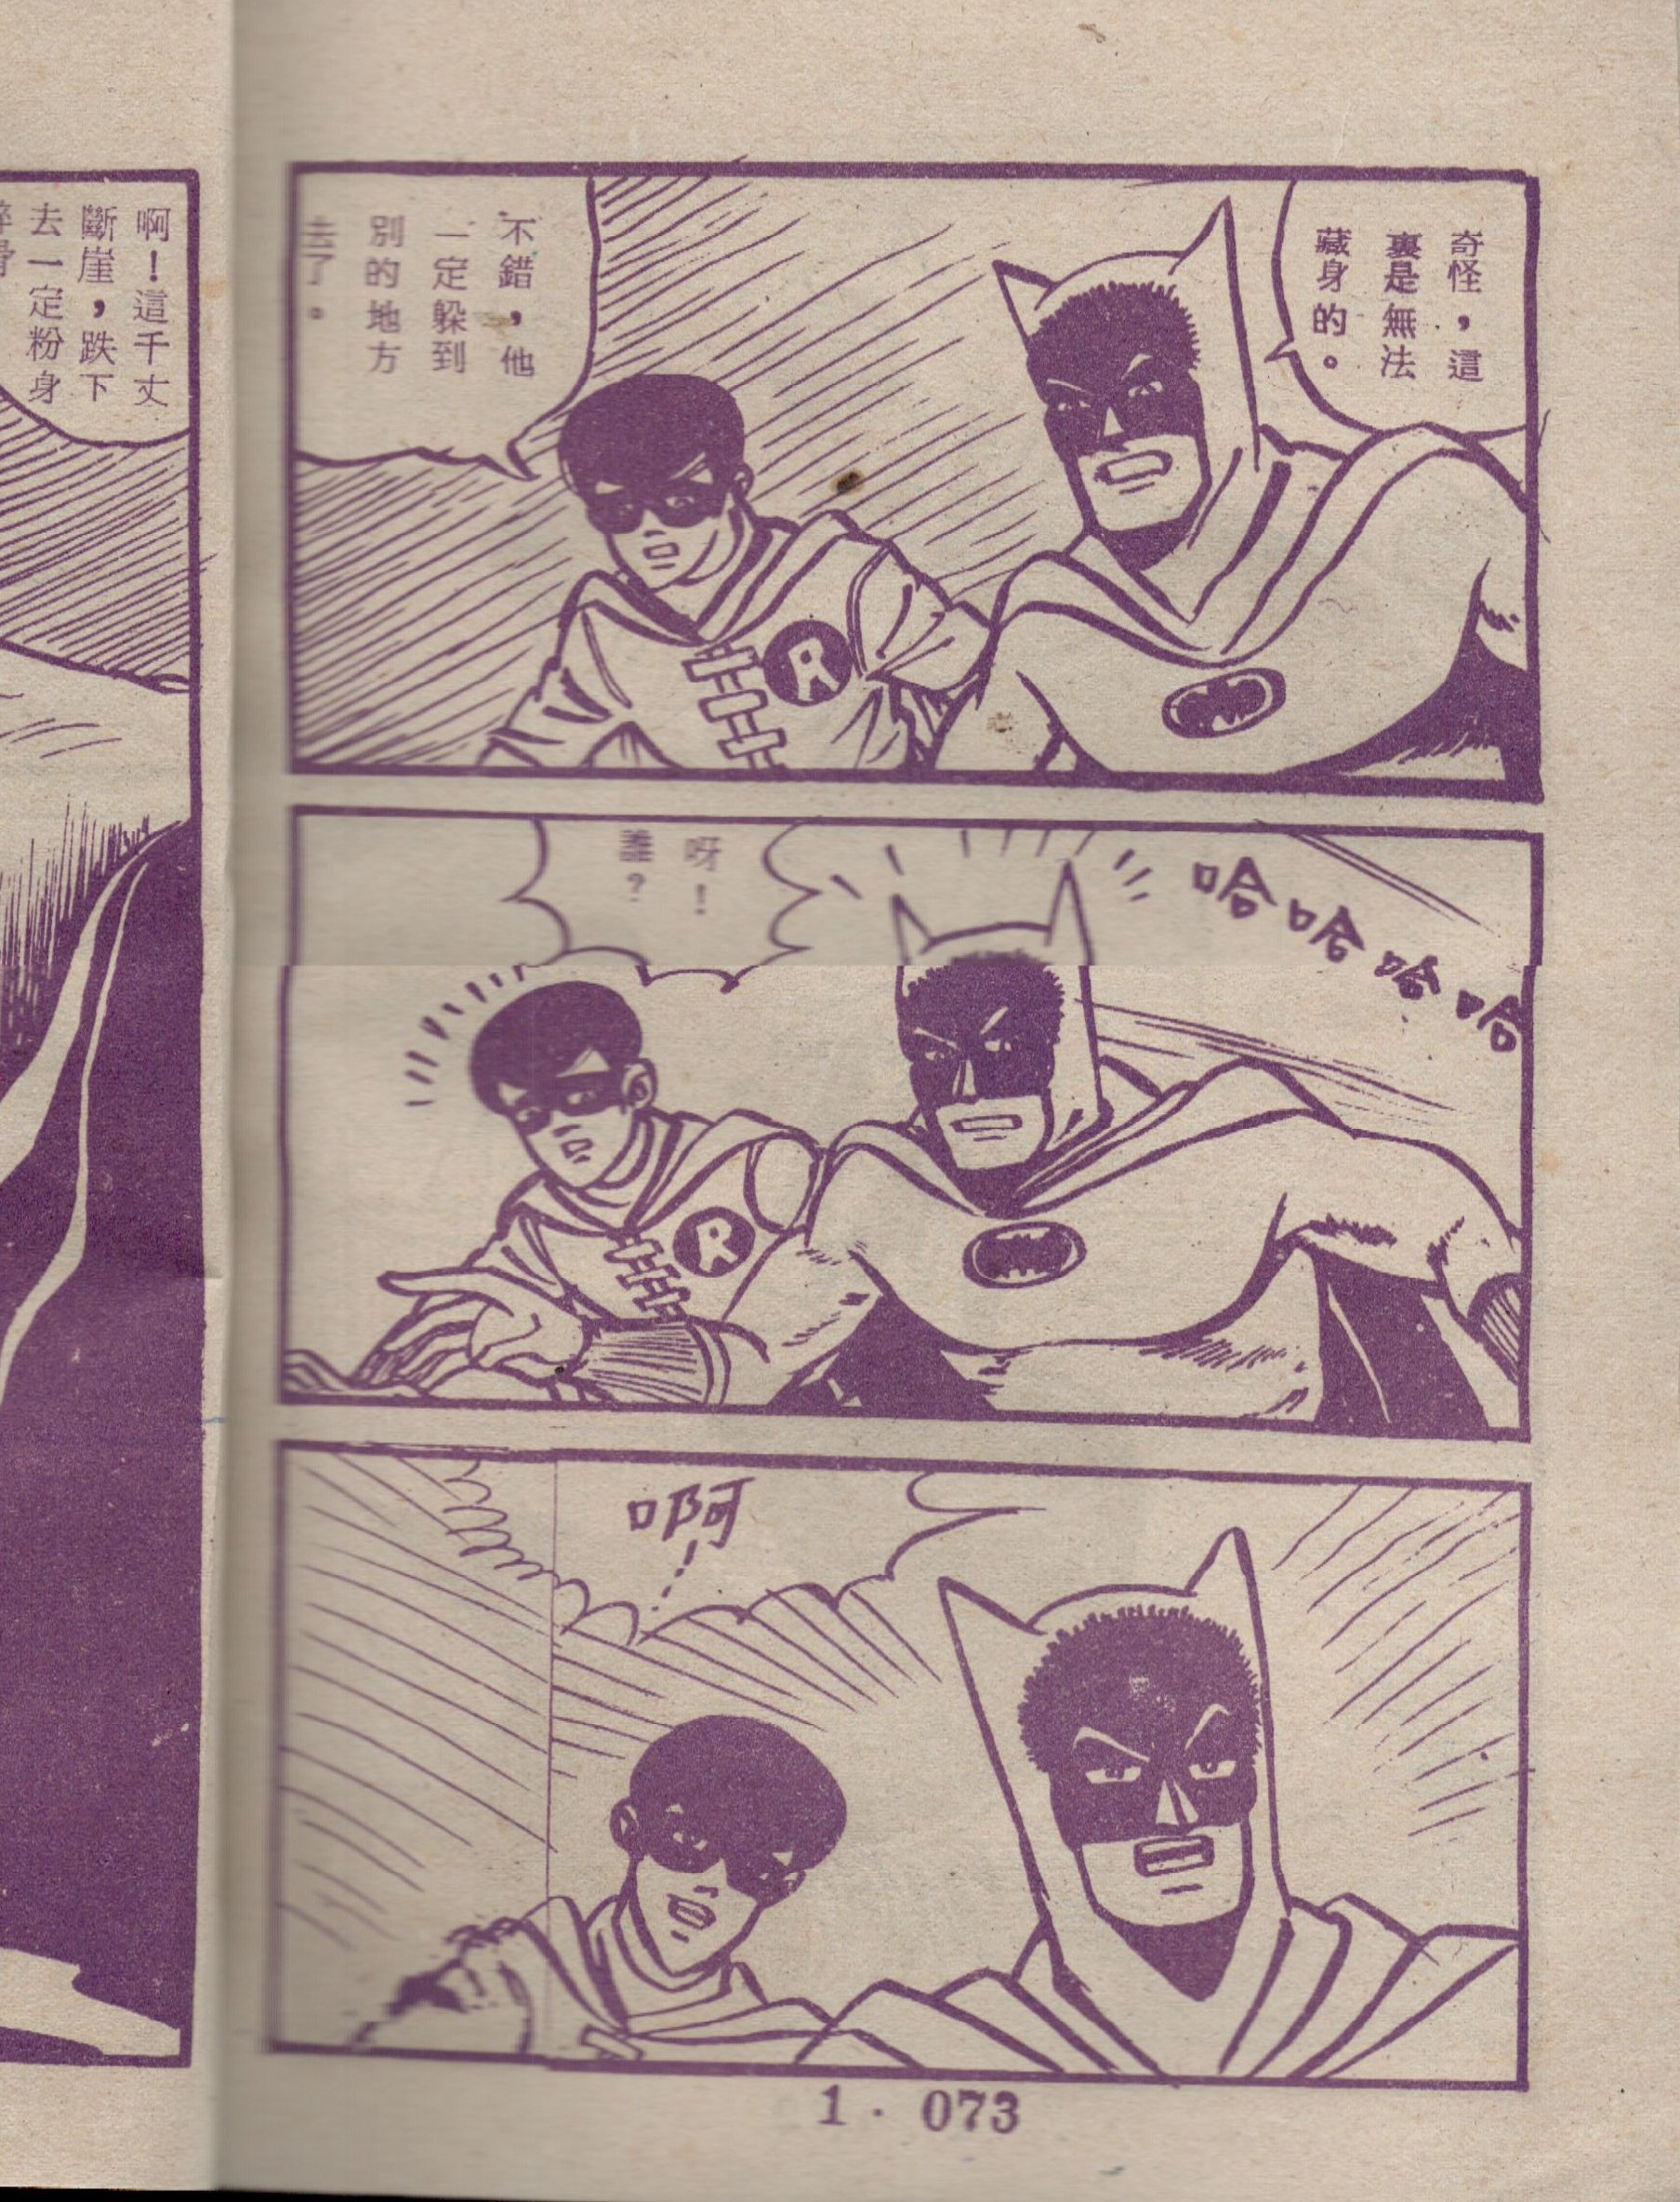 奇怪，這
裏是無法
藏身的。
不錯，他
一定躲到
別的地方
去了。
R
哈哈哈哈
呀！
誰？
R
啊……
1·073
啊！這千丈
斷崖，跌下
去一定粉身